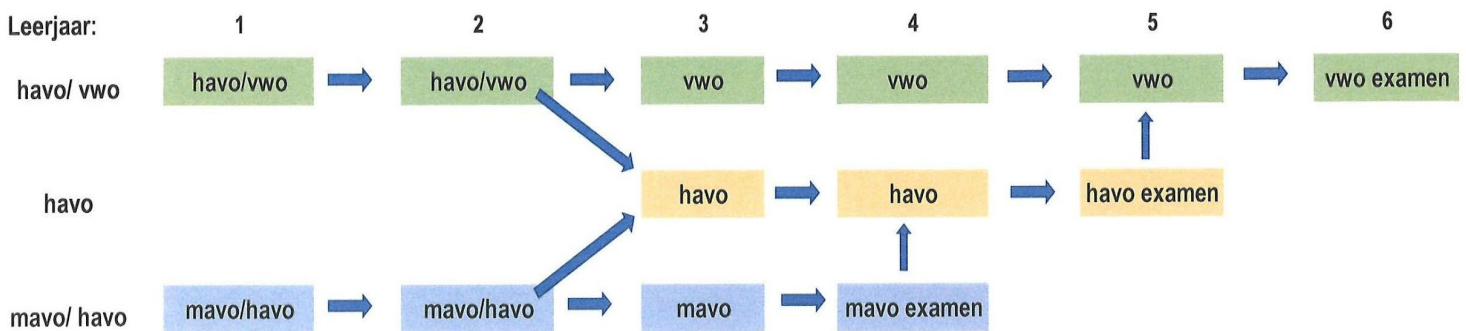 Leerjaar: 1 2 3 4 5 6
havo/ vwo havo/vwo havo/vwo vwo vwo vwo vwo examen
havo havo havo havo examen
mavo/ havo mavo/havo mavo/havo mavo mavo examen